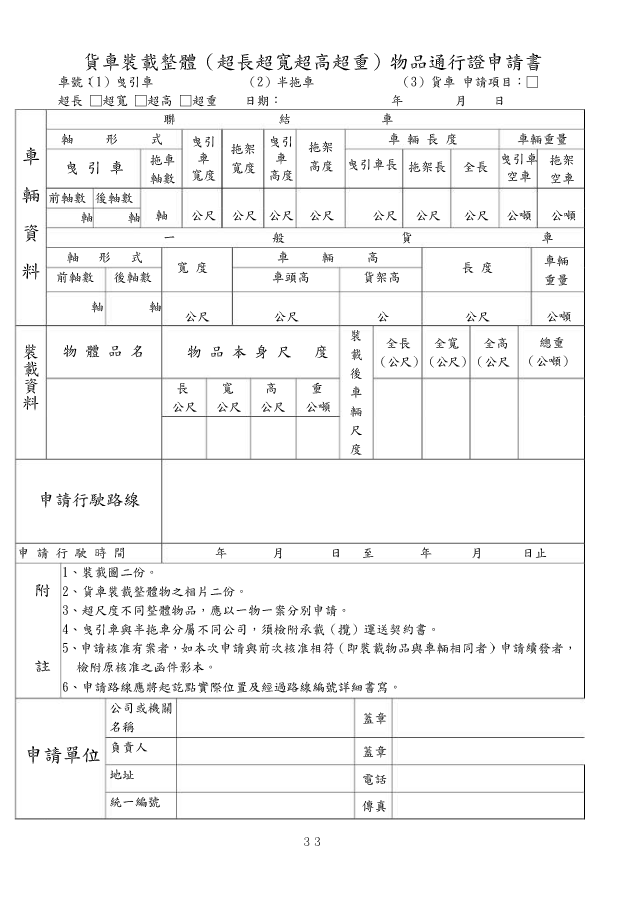 貨車裝載整體（超長超寬超高超重）物品通行證申請書
車號：(1) 曳引車 (2) 半拖車 (3) 貨車 申請項目：□
超長 □超寬 □超高 □超重 日期： 年 月 日
車輛資料
聯 結 車
軸 形 式
曳 引 車
拖車軸數
曳引車寬度
拖架寬度
曳引車高度
拖架高度
車 輛 長 度
曳引車長 拖架長 全長
車輛重量
曳引車空車
拖架空車
前軸數 後軸數
軸 軸 軸 公尺 公尺 公尺 公尺 公尺 公尺 公尺 公噸 公噸
一 般 貨 車
軸 形 式
前軸數 後軸數
寬 度
車 輛 高
車頭高 貨架高
長 度
車輛重量
軸 軸 公尺 公尺 公 公尺 公噸
裝載資料
物 體 品 名
物 品 本 身 尺 度
長 寬 高 重
公尺 公尺 公尺 公噸
裝載後車輛尺度
全長 全寬 全高 總重
（公尺） （公尺） （公尺） （公噸）
申請行駛路線
申 請 行 駛 時 間 年 月 日 至 年 月 日止
附註
1、裝載圖二份。
2、貨車裝載整體物之相片二份。
3、超尺度不同整體物品，應以一物一案分別申請。
4、曳引車與半拖車分屬不同公司，須檢附承載（攬）運送契約書。
5、申請核准有案者，如本次申請與前次核准相符（即裝載物品與車輛相同者）申請續發者，
檢附原核准之函件影本。
6、申請路線應將起訖點實際位置及經過路線編號詳細書寫。
申請單位
公司或機關名稱 蓋章
負責人 蓋章
地址 電話
統一編號 傳真
33